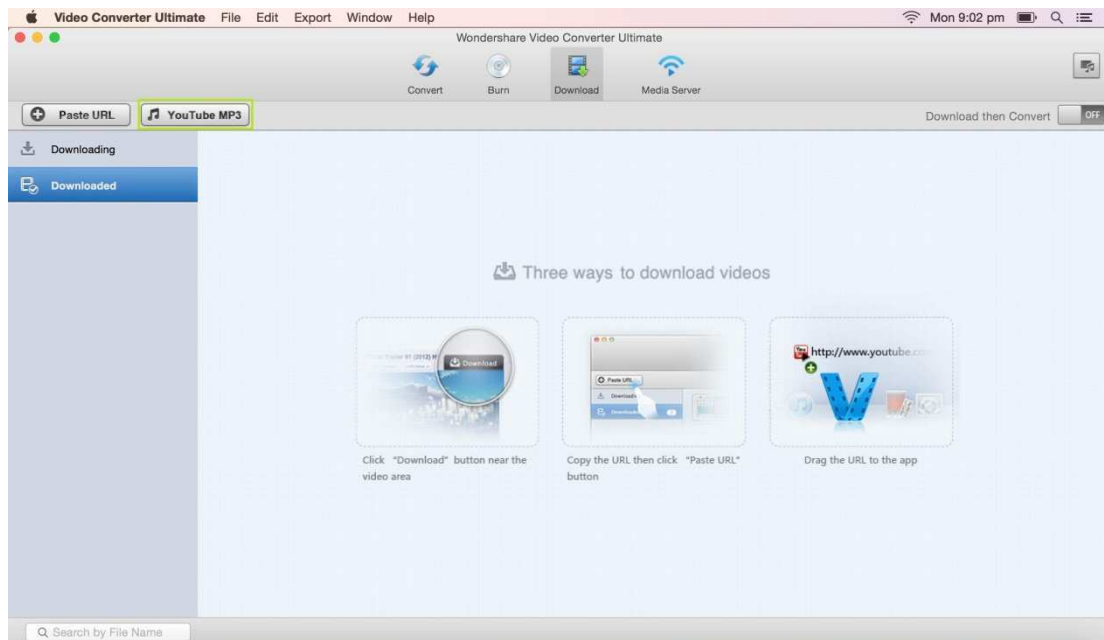 Video Converter Ultimate File Edit Export Window Help Mon 9:02 pm
Wondershare Video Converter Ultimate
Convert Burn Download Media Server
Paste URL YouTube MP3 Download then Convert OFF
Downloading
Downloaded
Three ways to download videos
Download
Paste URL
http://www.youtube.co
Click "Download" button near the
video area
Copy the URL then click "Paste URL"
button
Drag the URL to the app
Search by File Name